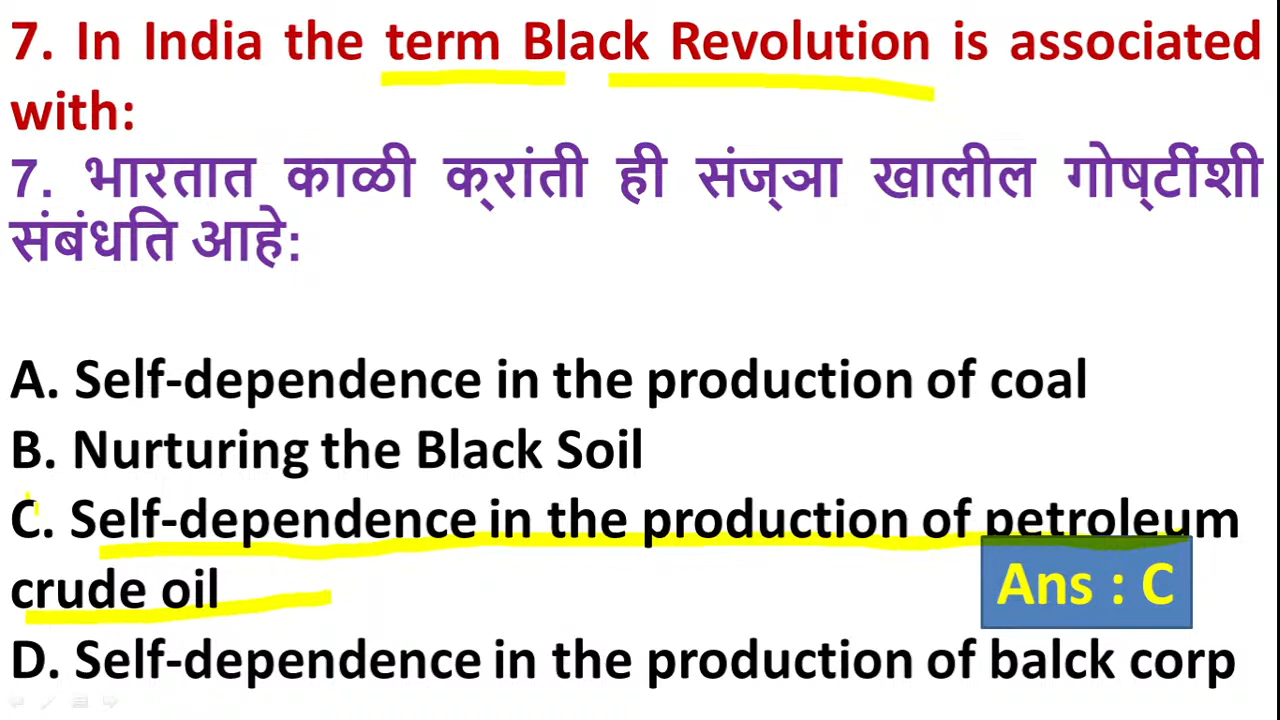 7. In India the term Black Revolution is associated
with:
7. भारतात काळी क्रांती ही संज्ञा खालील गोष्टींशी
संबंधति आहे:
A. Self-dependence in the production of coal
B. Nurturing the Black Soil
C. Self-dependence in the production of petroleum
crude oil
Ans : C
D. Self-dependence in the production of balck corp